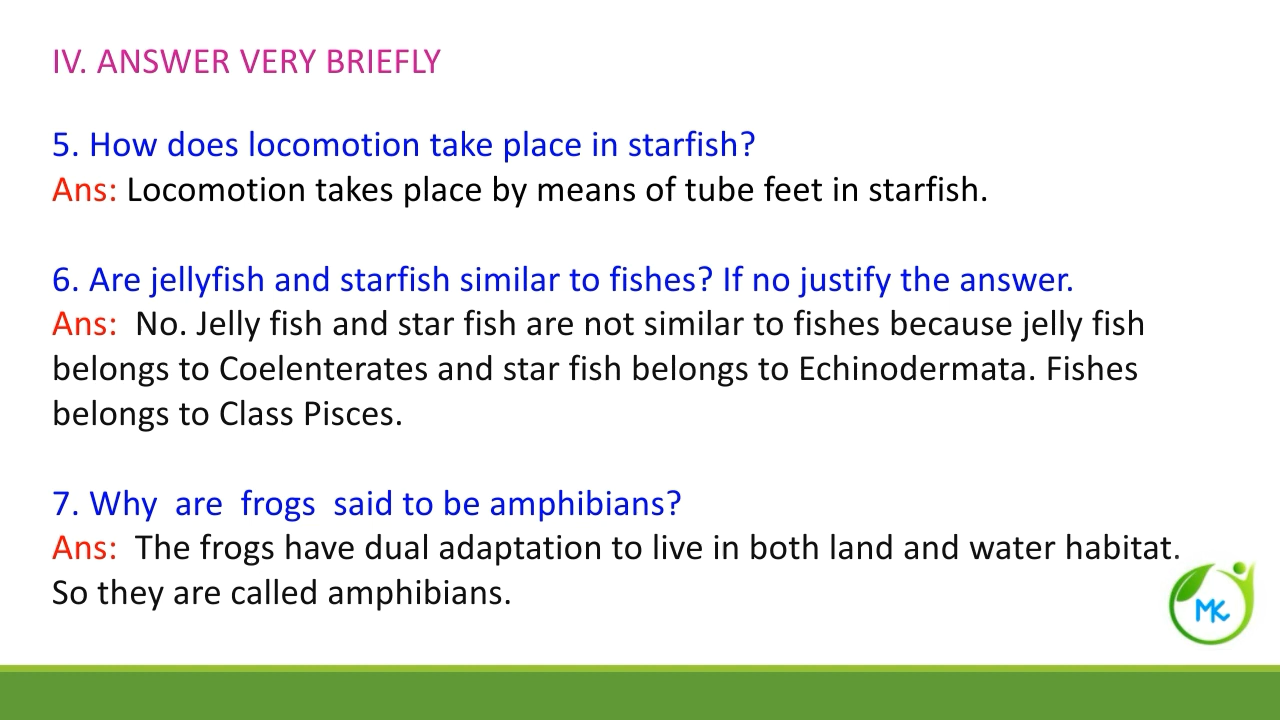 IV. ANSWER VERY BRIEFLY
5. How does locomotion take place in starfish?
Ans: Locomotion takes place by means of tube feet in starfish.
6. Are jellyfish and starfish similar to fishes? If no justify the answer.
Ans:  No. Jelly fish and star fish are not similar to fishes because jelly fish
belongs to Coelenterates and star fish belongs to Echinodermata. Fishes
belongs to Class Pisces.
7. Why  are  frogs  said to be amphibians?
Ans:  The frogs have dual adaptation to live in both land and water habitat.
So they are called amphibians.
MK